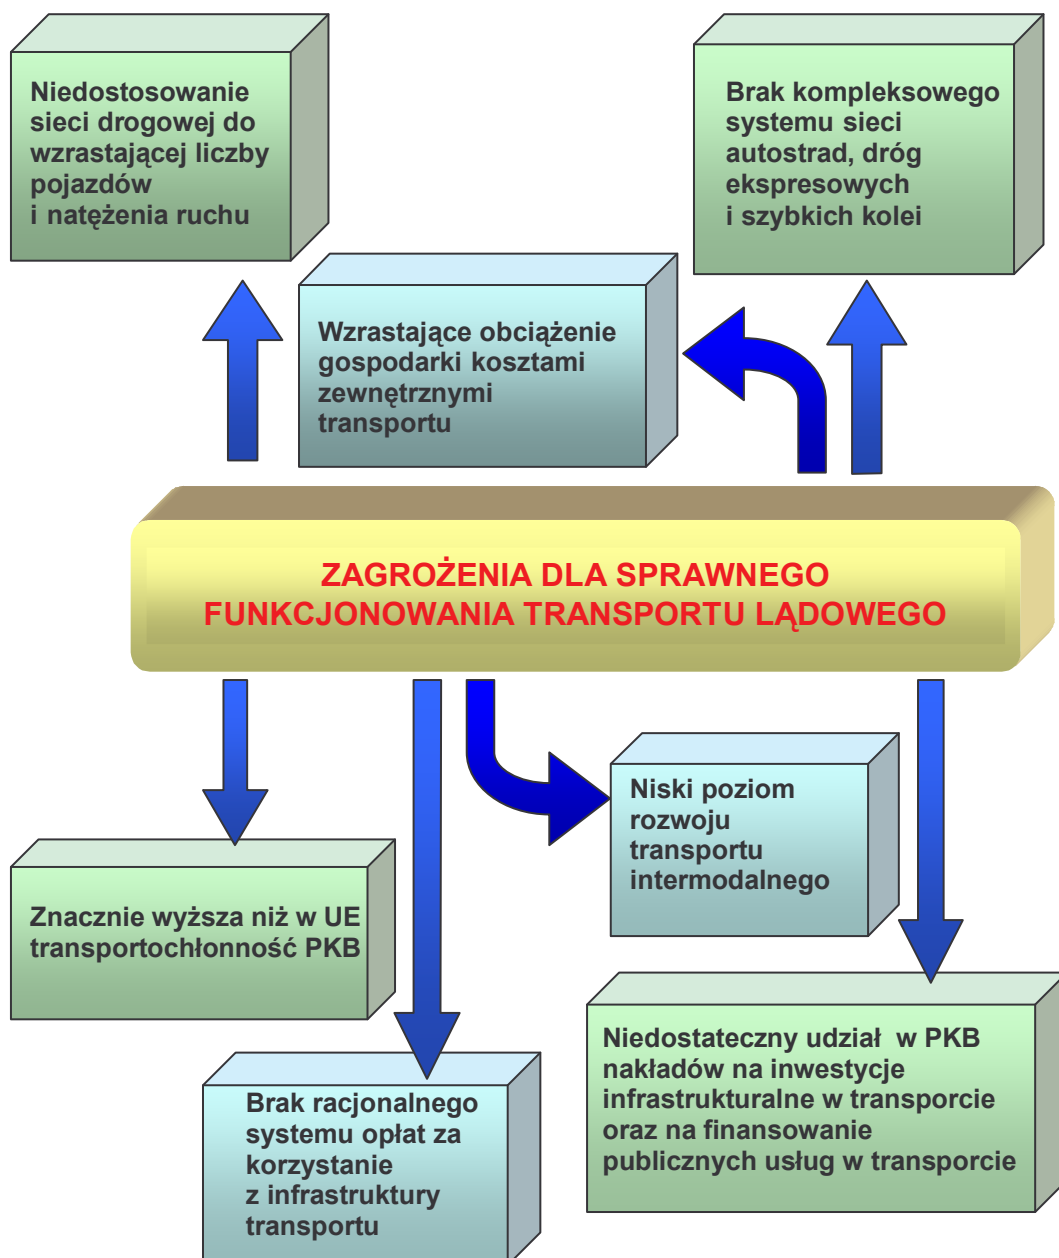 Niedostosowanie
sieci drogowej do
wzrastającej liczby
pojazdów
i natężenia ruchu
Brak kompleksowego
systemu sieci
autostrad, dróg
ekspresowych
i szybkich kolei
Wzrastające obciążenie
gospodarki kosztami
zewnętrznymi
transportu
ZAGROŻENIA DLA SPRAWNEGO
FUNKCJONOWANIA TRANSPORTU LĄDOWEGO
Niski poziom
rozwoju
transportu
intermodalnego
Znacznie wyższa niż w UE
transportochłonność PKB
Niedostateczny udział w PKB
nakładów na inwestycje
infrastrukturalne w transporcie
oraz na finansowanie
publicznych usług w transporcie
Brak racjonalnego
systemu opłat za
korzystanie
z infrastruktury
transportu